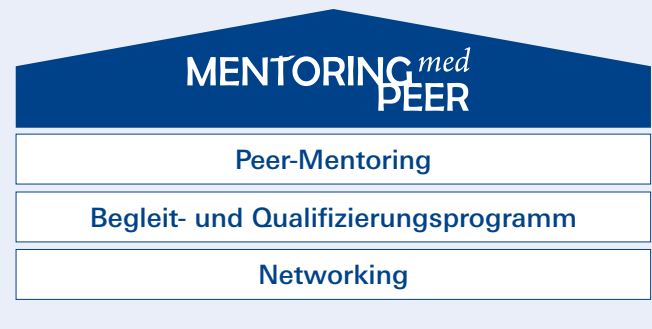 MENTORING med
PEER
Peer-Mentoring
Begleit- und Qualifizierungsprogramm
Networking